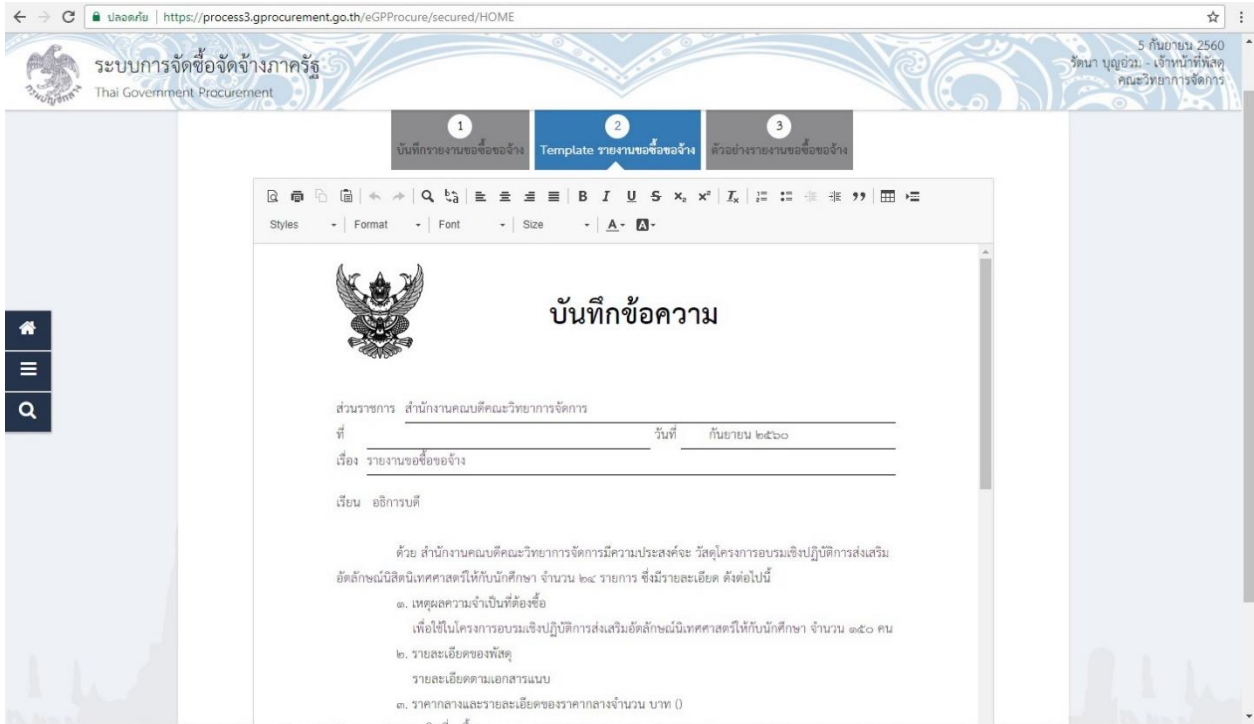 ปลอดภัย | https://process3.gprocurement.go.th/eGPProcure/secured/HOME
ระบบการจัดซื้อจัดจ้างภาครัฐ
Thai Government Procurement
กรมบัญชีกลาง
5 กันยายน 2560
รัตนา บุญอ่วม - เจ้าหน้าที่พัสดุ
คณะวิทยาการจัดการ
1 2 3
บันทึกรายงานขอซื้อขอจ้าง Template รายงานขอซื้อขอจ้าง ตัวอย่างรายงานขอซื้อขอจ้าง
Styles Format Font Size
บันทึกข้อความ
ส่วนราชการ สำนักงานคณบดีคณะวิทยาการจัดการ
ที่ วันที่ กันยายน ๒๕๖๐
เรื่อง รายงานขอซื้อขอจ้าง
เรียน อธิการบดี
ด้วย สำนักงานคณบดีคณะวิทยาการจัดการมีความประสงค์จะ วัสดุโครงการอบรมเชิงปฏิบัติการส่งเสริม
อัตลักษณ์นิสิตนิเทศศาสตร์ให้กับนักศึกษา จำนวน ๒๔ รายการ ซึ่งมีรายละเอียด ดังต่อไปนี้
๑. เหตุผลความจำเป็นที่ต้องซื้อ
เพื่อใช้ในโครงการอบรมเชิงปฏิบัติการส่งเสริมอัตลักษณ์นิเทศศาสตร์ให้กับนักศึกษา จำนวน ๑๕๐ คน
๒. รายละเอียดของพัสดุ
รายละเอียดตามเอกสารแนบ
๓. ราคากลางและรายละเอียดของราคากลางจำนวน บาท ()